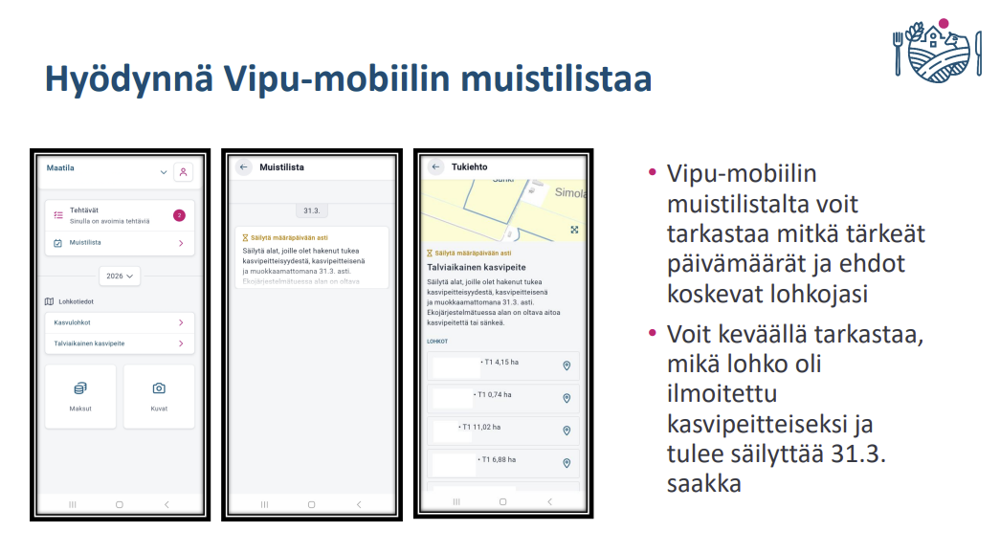 Hyödynnä Vipu-mobiilin muistilistaa
Maatila
Tehtävät
Sinulla on avoimia tehtäviä
2
Muistilista
2026
Lohkotiedot
Kasvulohkot
Talviaikainen kasvipeite
Maksut
Kuvat
Muistilista
31.3.
Säilytä määräpäivään asti
Säilytä alat, joille olet hakenut tukea
kasvipeitteisyydestä, kasvipeitteisenä
ja muokkaamattomana 31.3. asti.
Ekojärjestelmätuessa alan on oltava
Tukiehto
Sänki
Simola
Säilytä määräpäivään asti
Talviaikainen kasvipeite
Säilytä alat, joille olet hakenut tukea
kasvipeitteisyydestä, kasvipeitteisenä
ja muokkaamattomana 31.3. asti.
Ekojärjestelmätuessa alan on oltava aitoa
kasvipeitettä tai sänkeä.
LOHKOT
• T1 4,15 ha
• T1 0,74 ha
• T1 11,02 ha
• T1 6,88 ha
• Vipu-mobiilin
muistilistalta voit
tarkastaa mitkä tärkeät
päivämäärät ja ehdot
koskevat lohkojasi
• Voit keväällä tarkastaa,
mikä lohko oli
ilmoitettu
kasvipeitteiseksi ja
tulee säilyttää 31.3.
saakka